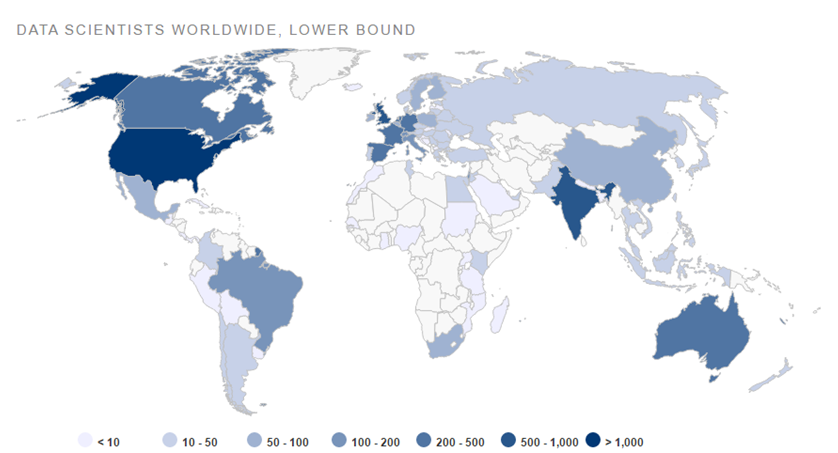 DATA SCIENTISTS WORLDWIDE, LOWER BOUND
< 10 10 - 50 50 - 100 100 - 200 200 - 500 500 - 1,000 > 1,000